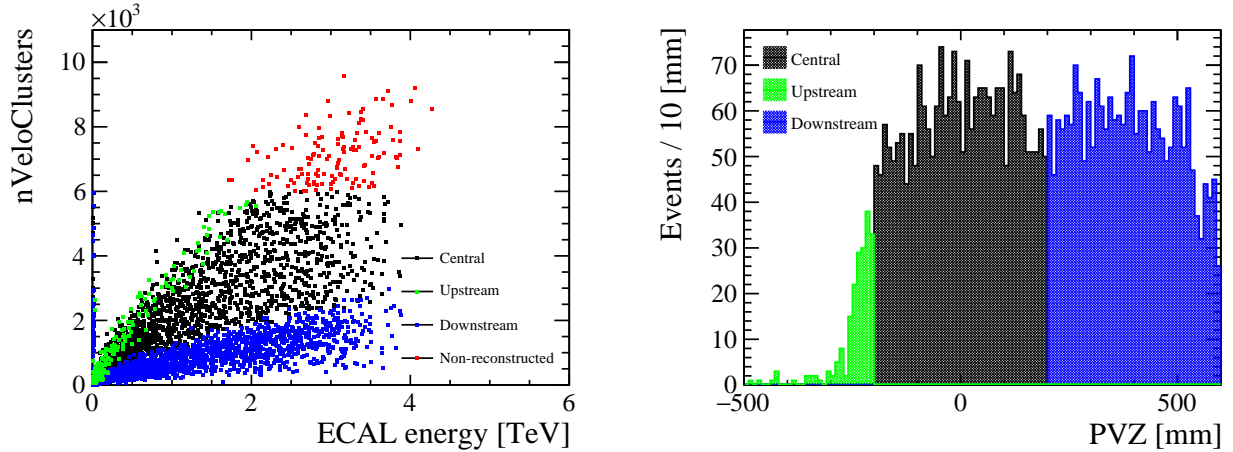 ×10³
nVeloClusters
10
8
6
4
2
0
0
2
4
6
ECAL energy [TeV]
Central
Upstream
Downstream
Non-reconstructed
Events / 10 [mm]
70
60
50
40
30
20
10
0
−500
0
500
PVZ [mm]
Central
Upstream
Downstream